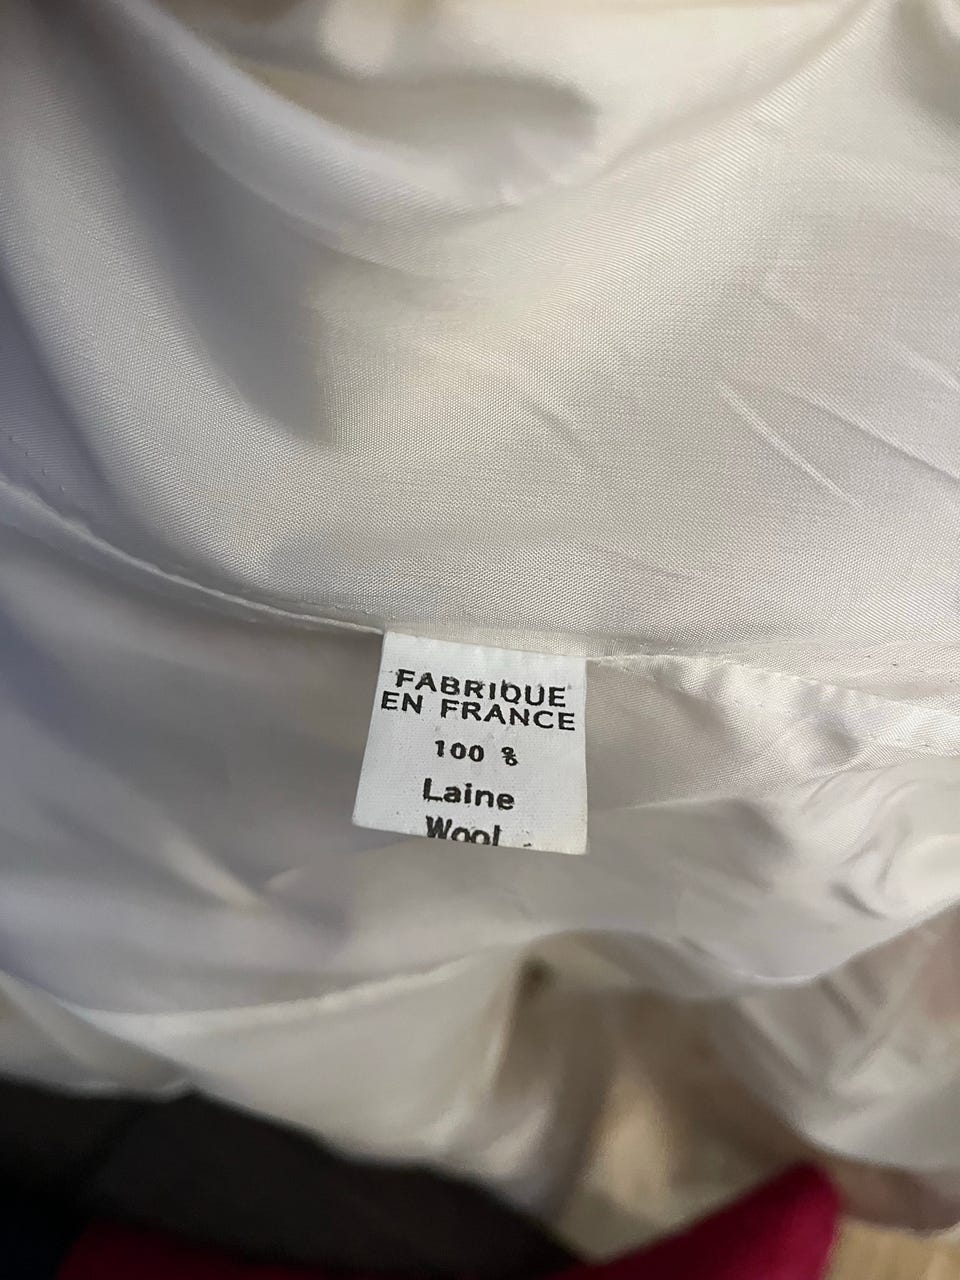 FABRIQUE
EN FRANCE
100 %
Laine
Wool